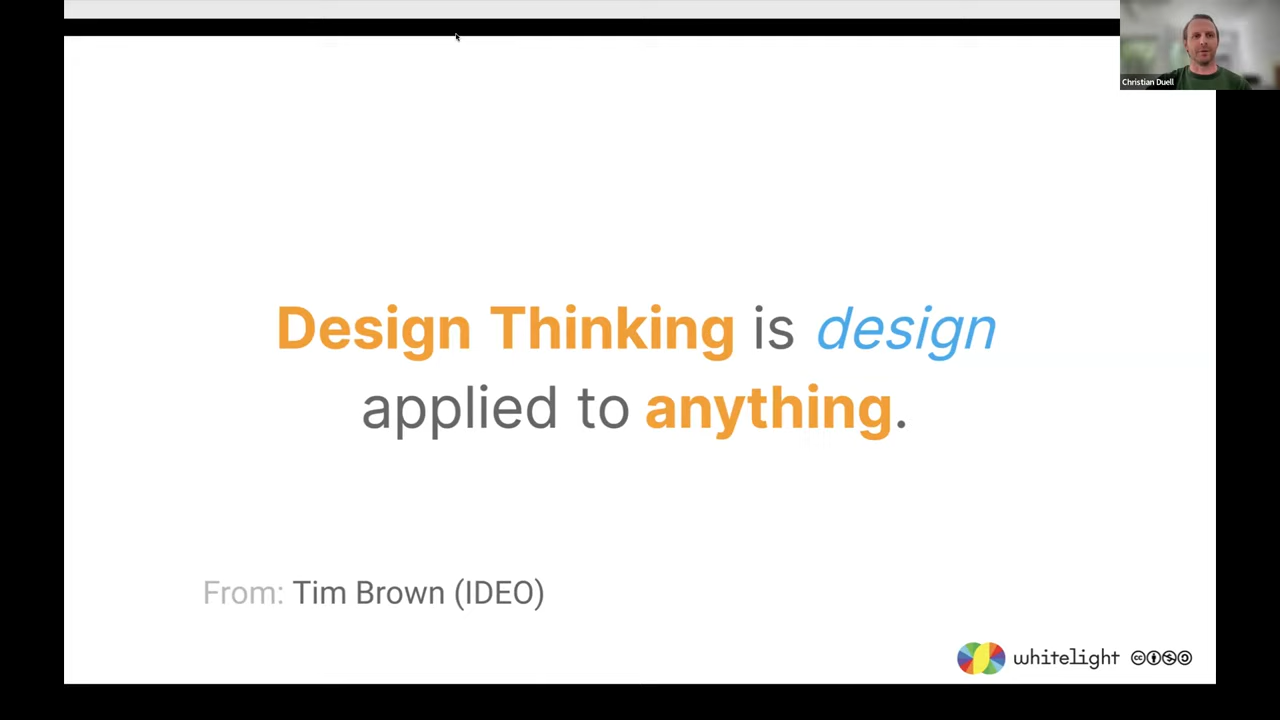 Christian Duell
Design Thinking is design
applied to anything.
From: Tim Brown (IDEO)
whitelight